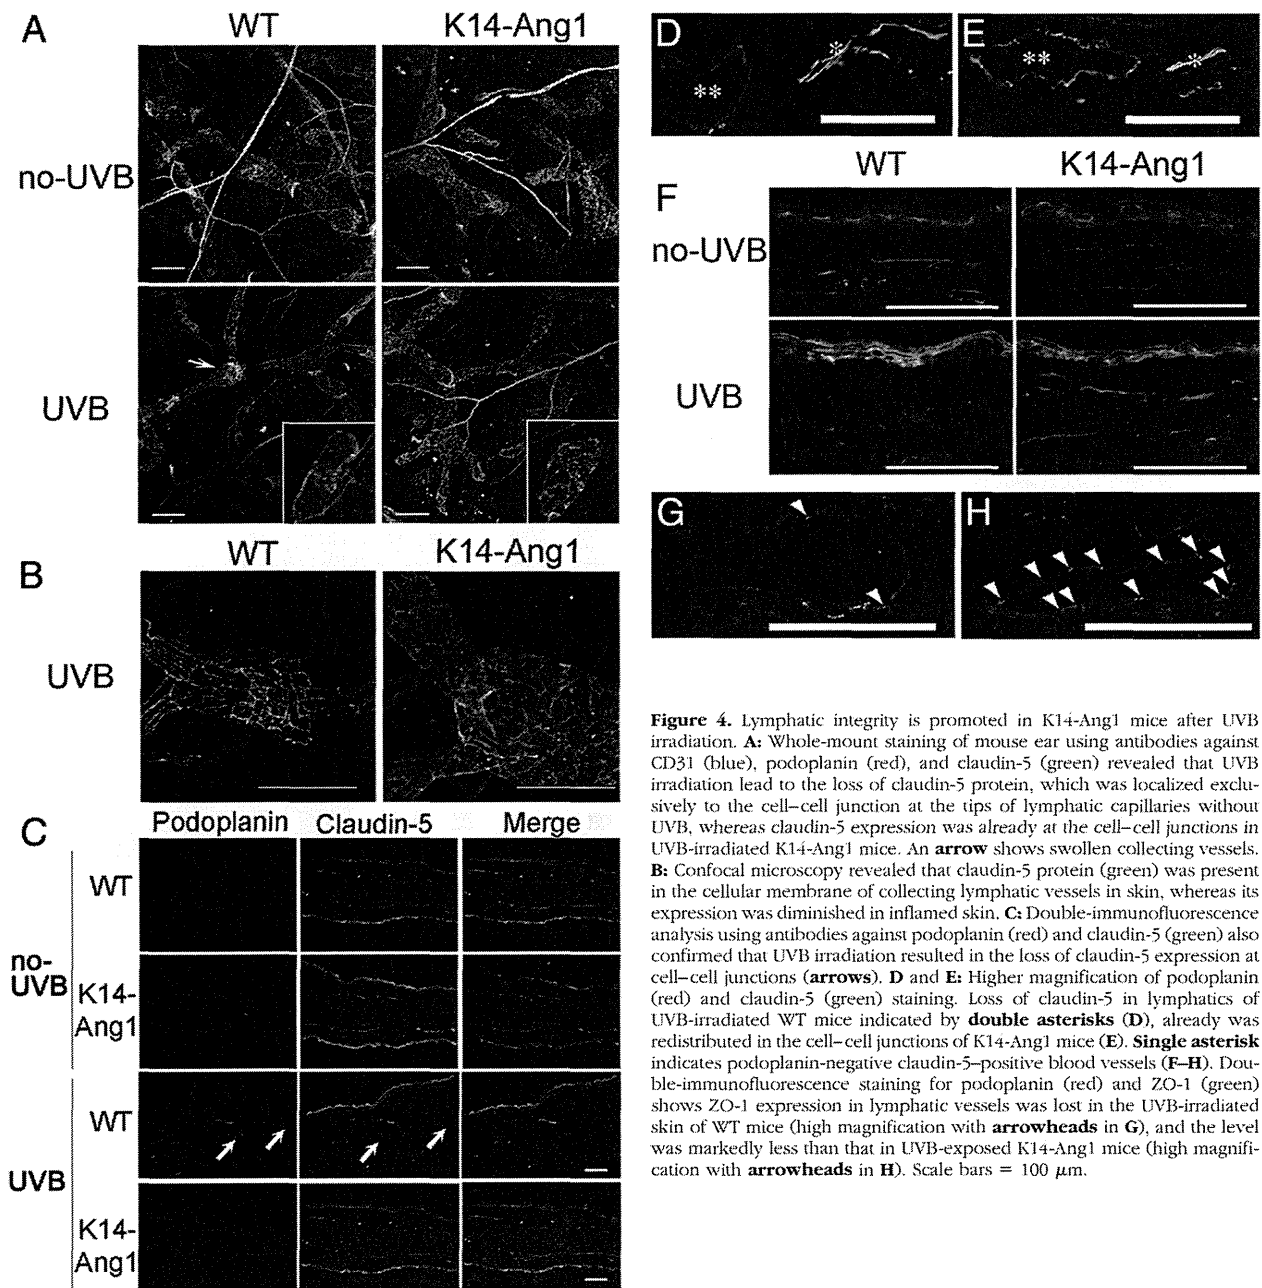 A
WT K14-Ang1
no-UVB
UVB
B
WT K14-Ang1
UVB
C
Podoplanin Claudin-5 Merge
no-
UVB
WT
K14-
Ang1
UVB
WT
K14-
Ang1
D ** *
E ** *
WT K14-Ang1
F
no-UVB
UVB
G H
Figure 4. Lymphatic integrity is promoted in K14-Ang1 mice after UVB
irradiation. A: Whole-mount staining of mouse ear using antibodies against
CD31 (blue), podoplanin (red), and claudin-5 (green) revealed that UVB
irradiation lead to the loss of claudin-5 protein, which was localized exclu-
sively to the cell–cell junction at the tips of lymphatic capillaries without
UVB, whereas claudin-5 expression was already at the cell–cell junctions in
UVB-irradiated K14-Ang1 mice. An arrow shows swollen collecting vessels.
B: Confocal microscopy revealed that claudin-5 protein (green) was present
in the cellular membrane of collecting lymphatic vessels in skin, whereas its
expression was diminished in inflamed skin. C: Double-immunofluorescence
analysis using antibodies against podoplanin (red) and claudin-5 (green) also
confirmed that UVB irradiation resulted in the loss of claudin-5 expression at
cell–cell junctions (arrows). D and E: Higher magnification of podoplanin
(red) and claudin-5 (green) staining. Loss of claudin-5 in lymphatics of
UVB-irradiated WT mice indicated by double asterisks (D), already was
redistributed in the cell–cell junctions of K14-Ang1 mice (E). Single asterisk
indicates podoplanin-negative claudin-5–positive blood vessels (F–H). Dou-
ble-immunofluorescence staining for podoplanin (red) and ZO-1 (green)
shows ZO-1 expression in lymphatic vessels was lost in the UVB-irradiated
skin of WT mice (high magnification with arrowheads in G), and the level
was markedly less than that in UVB-exposed K14-Ang1 mice (high magnifi-
cation with arrowheads in H). Scale bars = 100 μm.